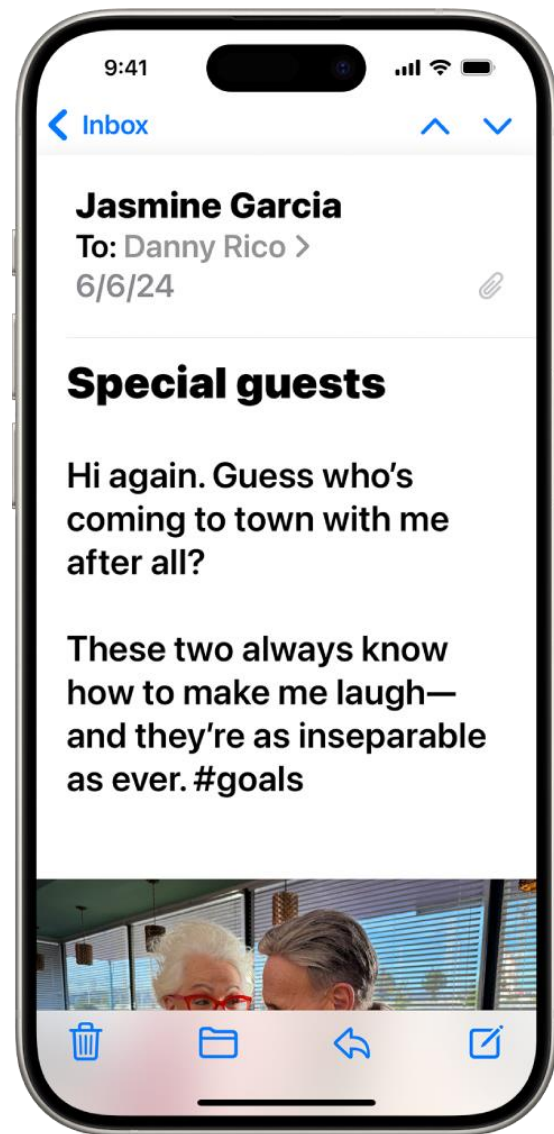 9:41
Inbox
Jasmine Garcia
To: Danny Rico >
6/6/24
Special guests
Hi again. Guess who’s
coming to town with me
after all?
These two always know
how to make me laugh—
and they’re as inseparable
as ever. #goals